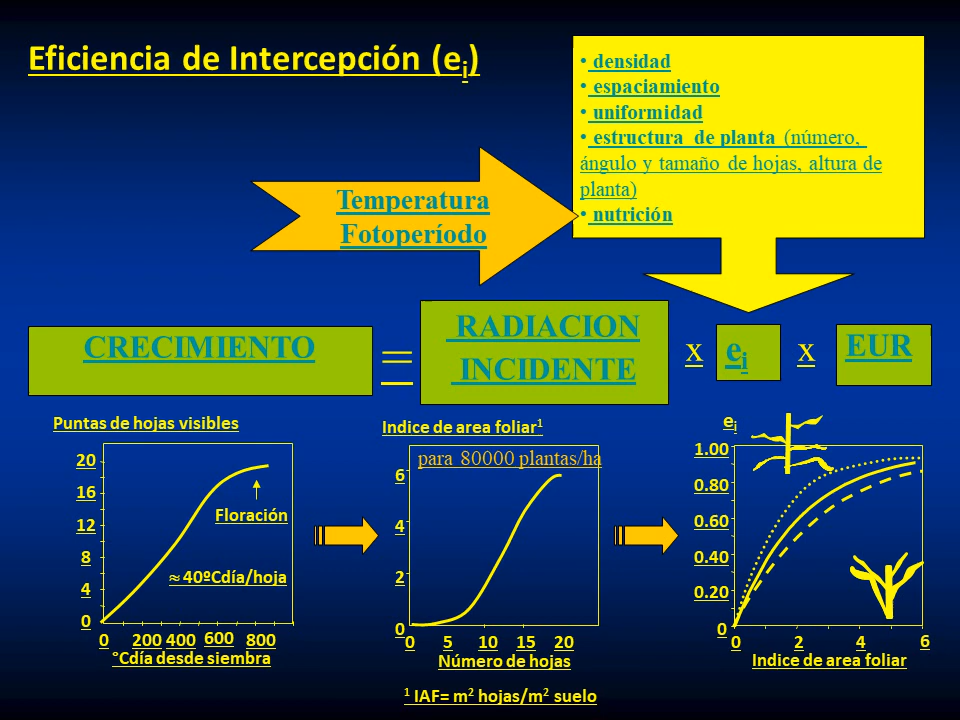 Eficiencia de Intercepción (ei)
• densidad
• espaciamiento
• uniformidad
• estructura de planta (número,
ángulo y tamaño de hojas, altura de
planta)
• nutrición
Temperatura
Fotoperíodo
CRECIMIENTO
=
RADIACION
INCIDENTE
x
ei
x
EUR
Puntas de hojas visibles
20
16
12
8
4
0
Floración
≈ 40ºCdía/hoja
0 200 400 600 800
°Cdía desde siembra
Indice de area foliar¹
para 80000 plantas/ha
6
4
2
0
0 5 10 15 20
Número de hojas
ei
1.00
0.80
0.60
0.40
0.20
0
0 2 4 6
Indice de area foliar
¹ IAF= m² hojas/m² suelo